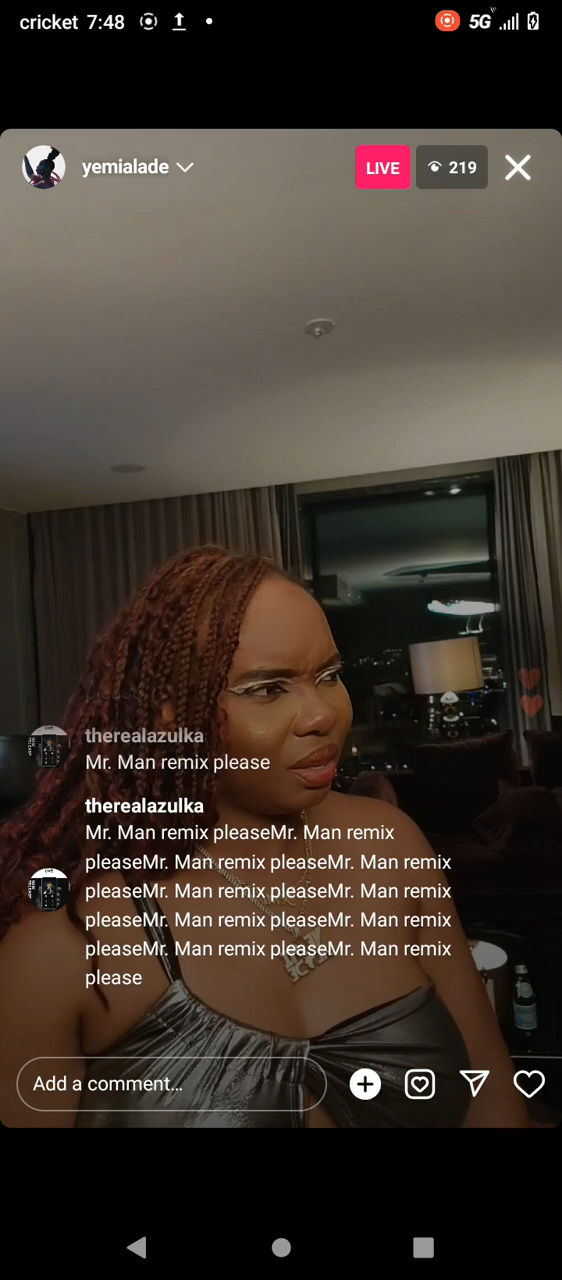 cricket 7:48
5G
yemialade
LIVE
219
therealazulka
Mr. Man remix please
therealazulka
Mr. Man remix pleaseMr. Man remix
pleaseMr. Man remix pleaseMr. Man remix
pleaseMr. Man remix pleaseMr. Man remix
pleaseMr. Man remix pleaseMr. Man remix
pleaseMr. Man remix pleaseMr. Man remix
please
Add a comment…